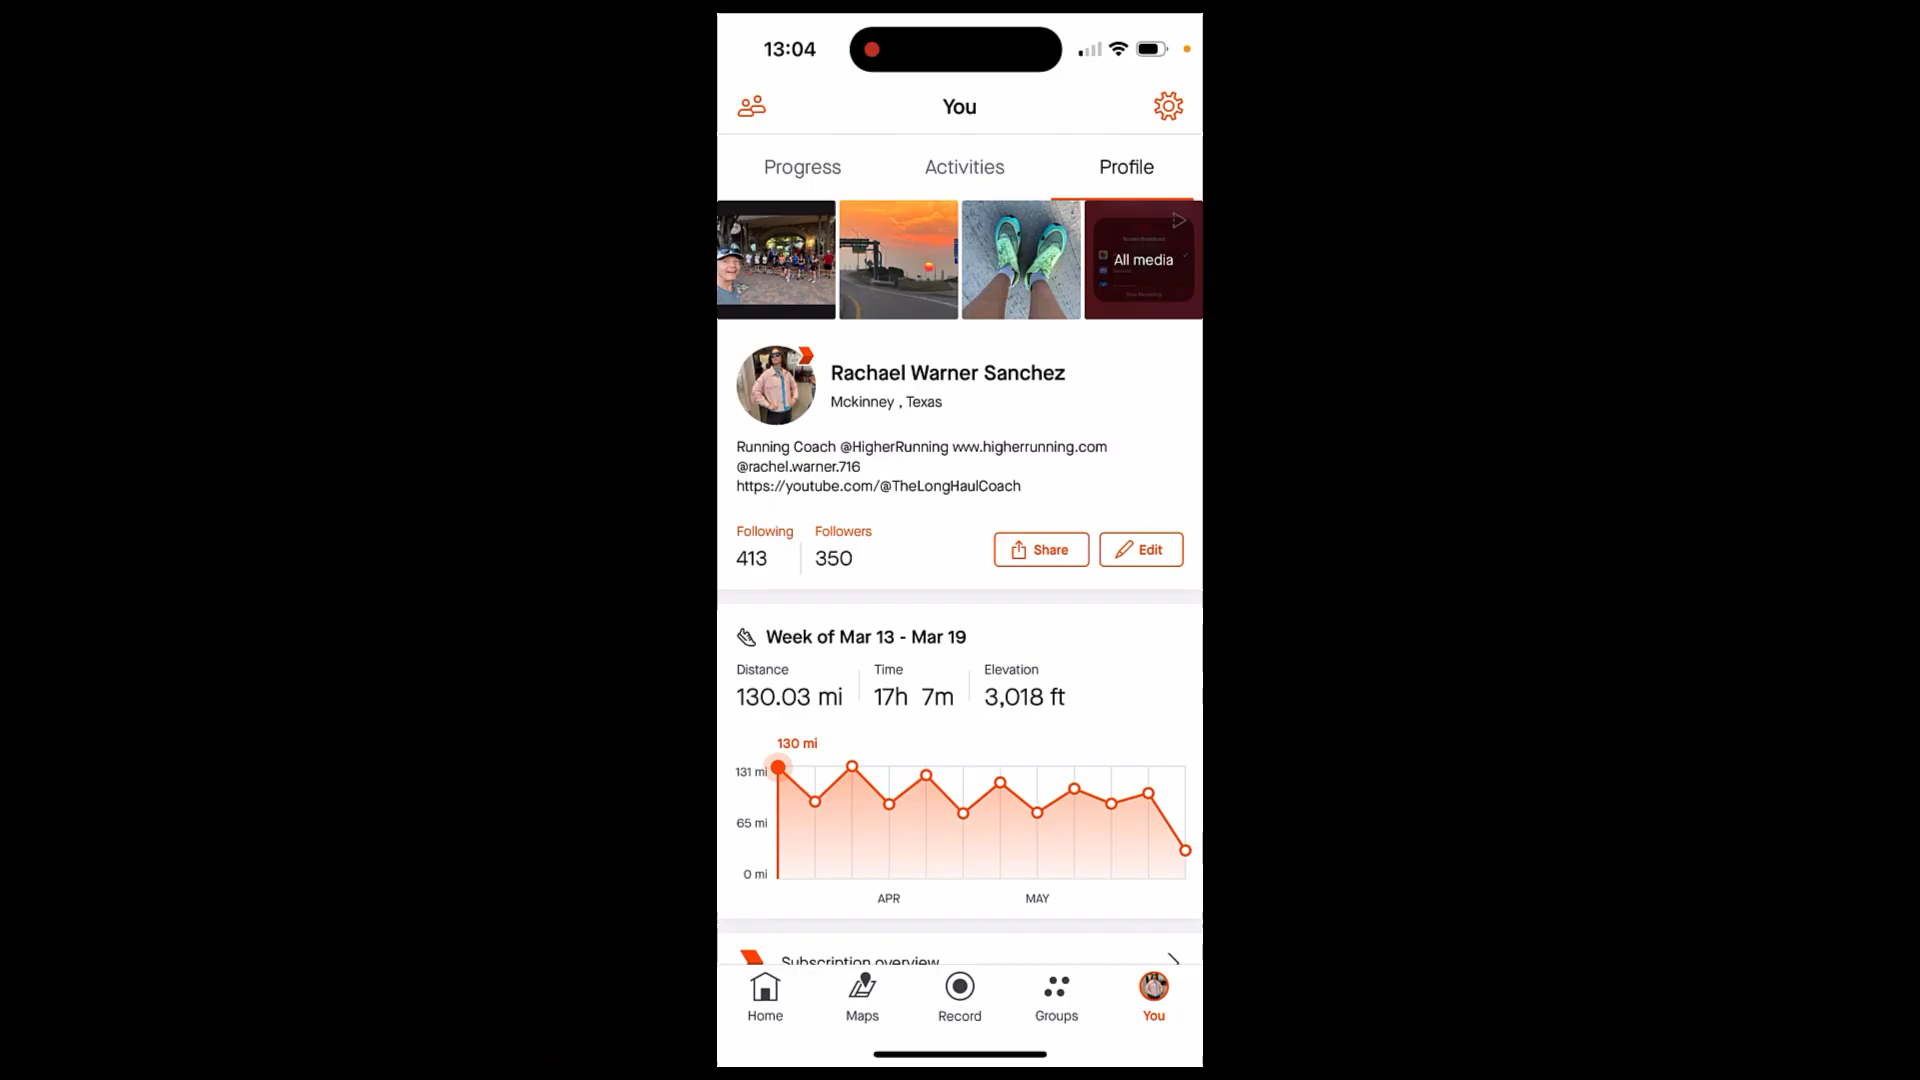 13:04
You
Progress Activities Profile
All media
Rachael Warner Sanchez
Mckinney , Texas
Running Coach @HigherRunning www.higherrunning.com
@rachel.warner.716
https://youtube.com/@TheLongHaulCoach
Following Followers
413 350
Share Edit
Week of Mar 13 - Mar 19
Distance Time Elevation
130.03 mi 17h 7m 3,018 ft
130 mi
131 mi
65 mi
0 mi
APR MAY
Subscription overview
Home Maps Record Groups You